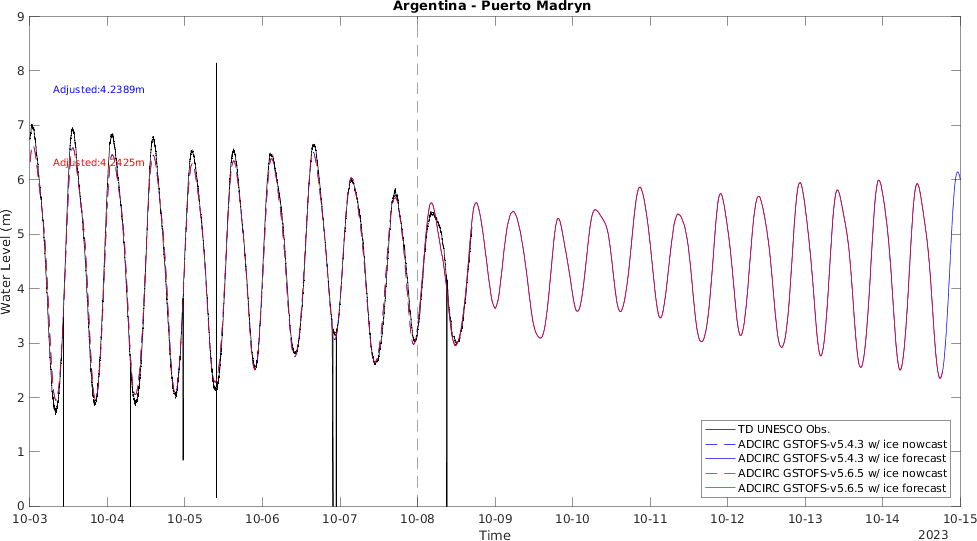 Argentina - Puerto Madryn
9
8
7
6
5
4
3
2
1
0
Water Level (m)
Adjusted:4.2389m
Adjusted:4.2425m
TD UNESCO Obs.
ADCIRC GSTOFS-v5.4.3 w/ ice nowcast
ADCIRC GSTOFS-v5.4.3 w/ ice forecast
ADCIRC GSTOFS-v5.6.5 w/ ice nowcast
ADCIRC GSTOFS-v5.6.5 w/ ice forecast
10-03 10-04 10-05 10-06 10-07 10-08 10-09 10-10 10-11 10-12 10-13 10-14 10-15
Time
2023